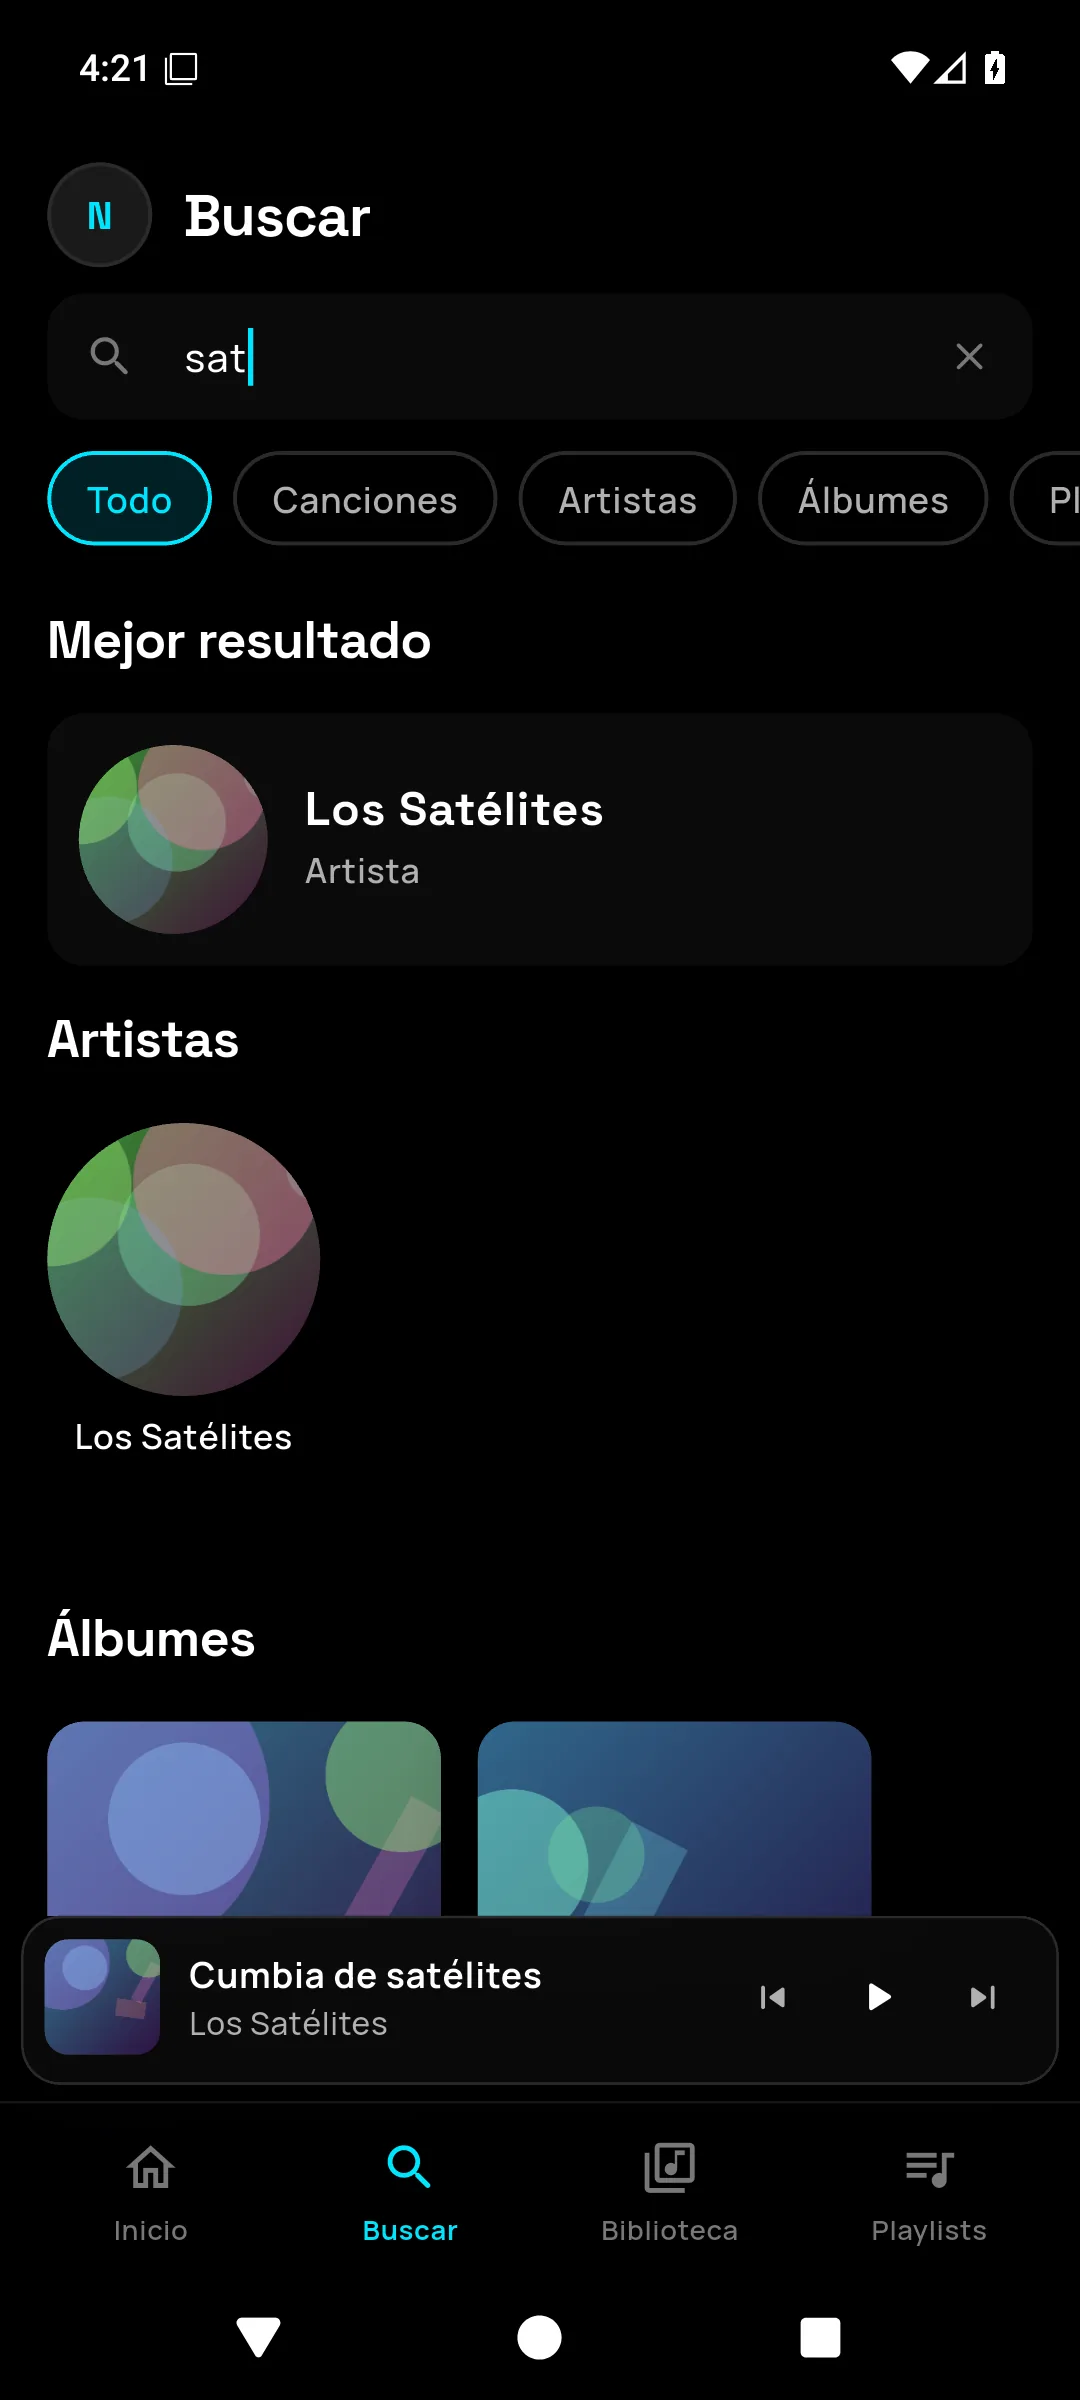 4:21
N
Buscar
sat
Todo
Canciones
Artistas
Álbumes
Pl
Mejor resultado
Los Satélites
Artista
Artistas
Los Satélites
Álbumes
Cumbia de satélites
Los Satélites
Inicio
Buscar
Biblioteca
Playlists